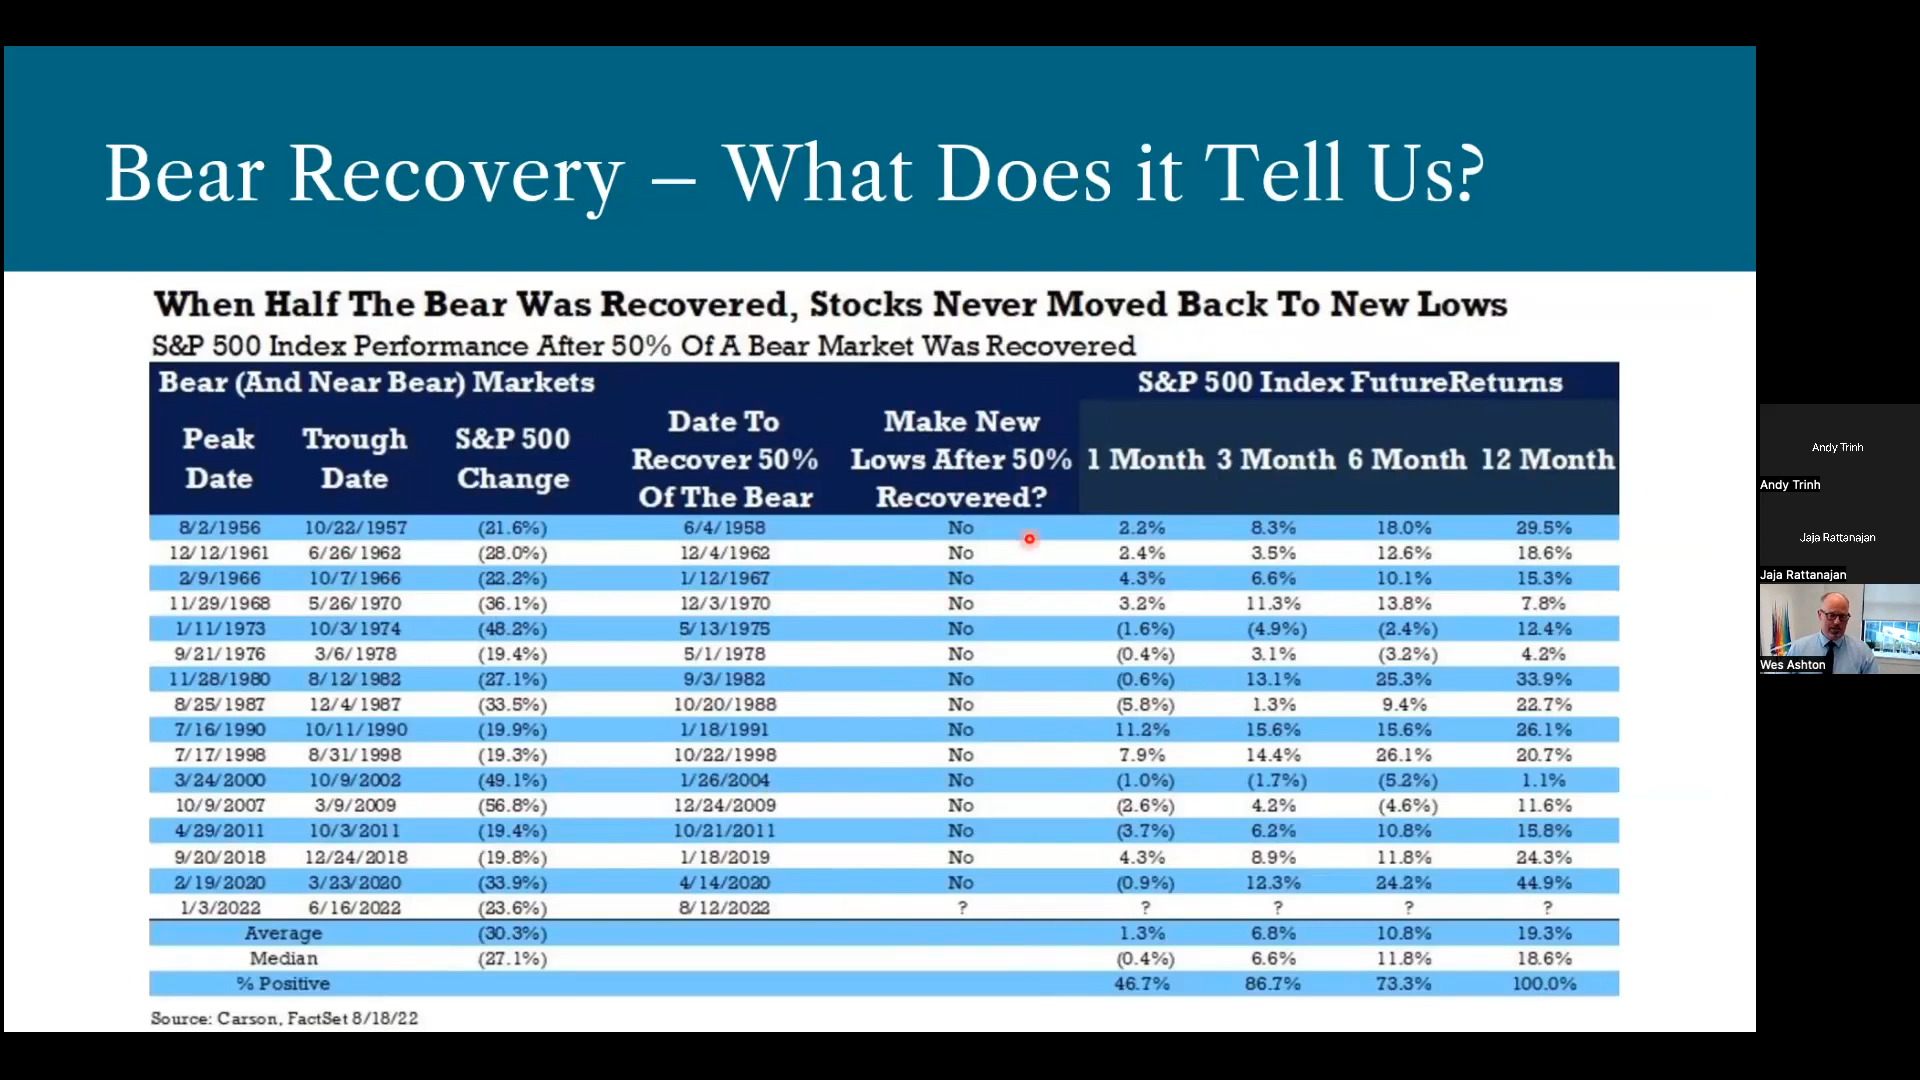 Bear Recovery – What Does it Tell Us?
When Half The Bear Was Recovered, Stocks Never Moved Back To New Lows
S&P 500 Index Performance After 50% Of A Bear Market Was Recovered
Bear (And Near Bear) Markets S&P 500 Index FutureReturns
Peak Date Trough Date S&P 500 Change Date To Recover 50% Of The Bear Make New Lows After 50% Recovered? 1 Month 3 Month 6 Month 12 Month
8/2/1956 10/22/1957 (21.6%) 6/4/1958 No 2.2% 8.3% 18.0% 29.5%
12/12/1961 6/26/1962 (28.0%) 12/4/1962 No 2.4% 3.5% 12.6% 18.6%
2/9/1966 10/7/1966 (22.2%) 1/12/1967 No 4.3% 6.6% 10.1% 15.3%
11/29/1968 5/26/1970 (36.1%) 12/3/1970 No 3.2% 11.3% 13.8% 7.8%
1/11/1973 10/3/1974 (48.2%) 5/13/1975 No (1.6%) (4.9%) (2.4%) 12.4%
9/21/1976 3/6/1978 (19.4%) 5/1/1978 No (0.4%) 3.1% (3.2%) 4.2%
11/28/1980 8/12/1982 (27.1%) 9/3/1982 No (0.6%) 13.1% 25.3% 33.9%
8/25/1987 12/4/1987 (33.5%) 10/20/1988 No (5.8%) 1.3% 9.4% 22.7%
7/16/1990 10/11/1990 (19.9%) 1/18/1991 No 11.2% 15.6% 15.6% 26.1%
7/17/1998 8/31/1998 (19.3%) 10/22/1998 No 7.9% 14.4% 26.1% 20.7%
3/24/2000 10/9/2002 (49.1%) 1/26/2004 No (1.0%) (1.7%) (5.2%) 1.1%
10/9/2007 3/9/2009 (56.8%) 12/24/2009 No (2.6%) 4.2% (4.6%) 11.6%
4/29/2011 10/3/2011 (19.4%) 10/21/2011 No (3.7%) 6.2% 10.8% 15.8%
9/20/2018 12/24/2018 (19.8%) 1/18/2019 No 4.3% 8.9% 11.8% 24.3%
2/19/2020 3/23/2020 (33.9%) 4/14/2020 No (0.9%) 12.3% 24.2% 44.9%
1/3/2022 6/16/2022 (23.6%) 8/12/2022 ? ? ? ? ?
Average (30.3%) 1.3% 6.8% 10.8% 19.3%
Median (27.1%) (0.4%) 6.6% 11.8% 18.6%
% Positive 46.7% 86.7% 73.3% 100.0%
Source: Carson, FactSet 8/18/22
Andy Trinh
Andy Trinh
Jaja Rattanajan
Jaja Rattanajan
Wes Ashton